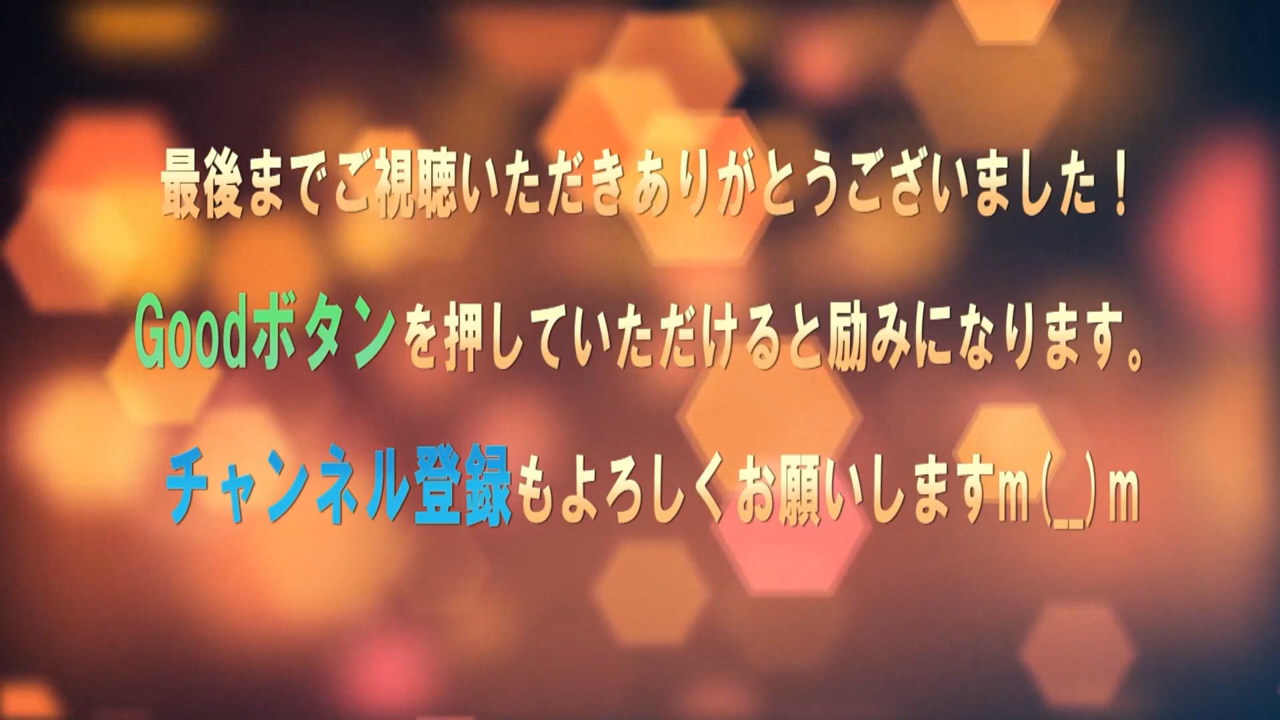 最後までご視聴いただきありがとうございました！
Goodボタンを押していただけると励みになります。
チャンネル登録もよろしくお願いしますm(__)m